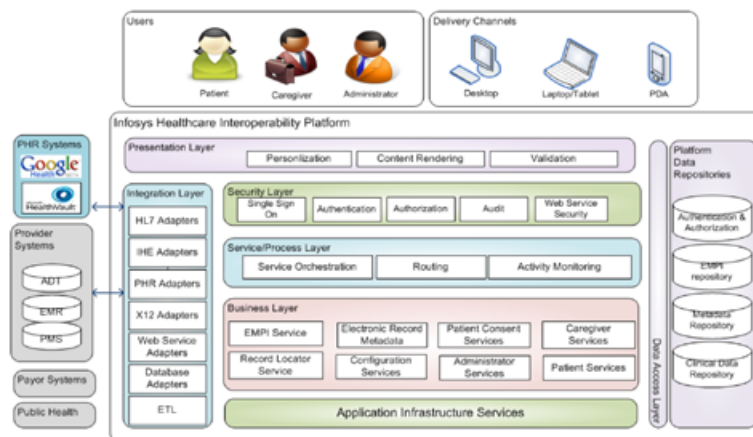 Users
Patient
Caregiver
Administrator
Delivery Channels
Desktop
Laptop/Tablet
PDA
Infosys Healthcare Interoperability Platform
PHR Systems
Google
Health
HealthVault
Provider
Systems
ADT
EMR
PMS
Payor Systems
Public Health
Presentation Layer
Personlization
Content Rendering
Validation
Integration Layer
HL7 Adapters
IHE Adapters
PHR Adapters
X12 Adapters
Web Service
Adapters
Database
Adapters
ETL
Security Layer
Single Sign
On
Authentication
Authorization
Audit
Web Service
Security
Service/Process Layer
Service Orchestration
Routing
Activity Monitoring
Business Layer
EMPI Service
Electronic Record
Metadata
Patient Consent
Services
Caregiver
Services
Record Locator
Service
Configuration
Services
Administrator
Services
Patient Services
Application Infrastructure Services
Data Access Layer
Platform
Data
Repositories
Authentication &
Authorization
EMPI
repository
Metadata
Repository
Clinical Data
Repository